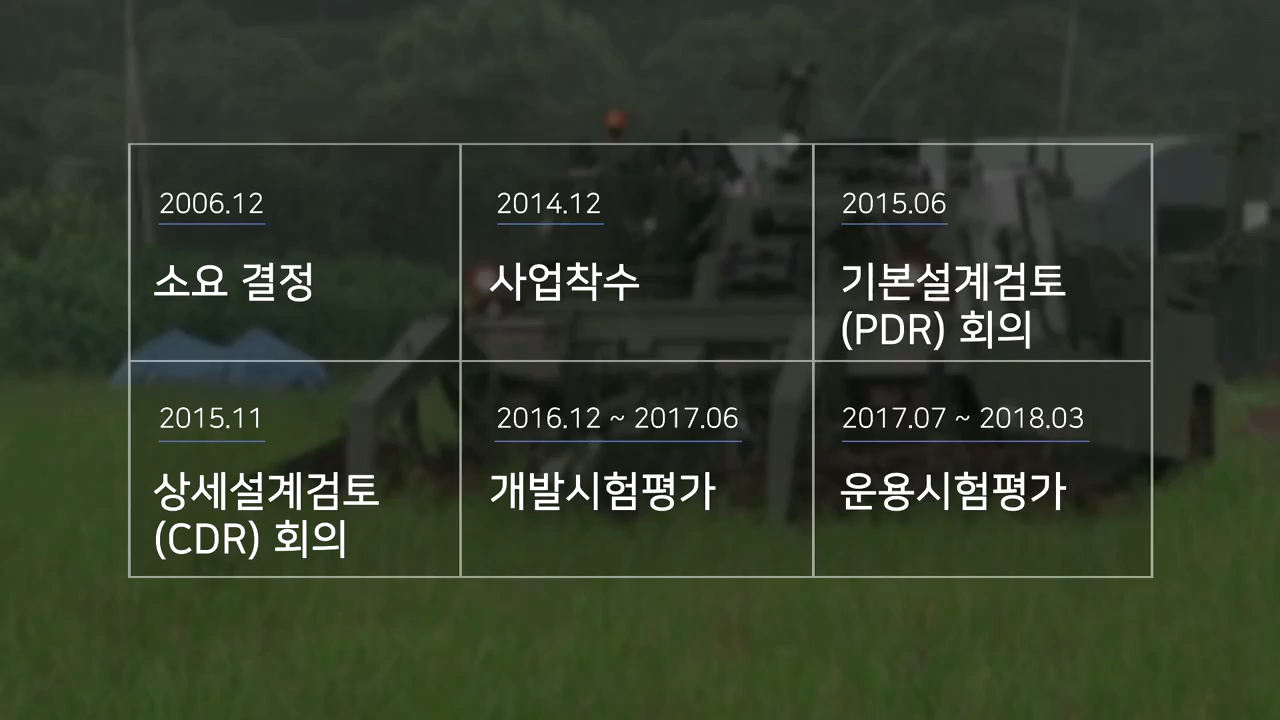 2006.12
소요 결정
2014.12
사업착수
2015.06
기본설계검토
(PDR) 회의
2015.11
상세설계검토
(CDR) 회의
2016.12 ~ 2017.06
개발시험평가
2017.07 ~ 2018.03
운용시험평가